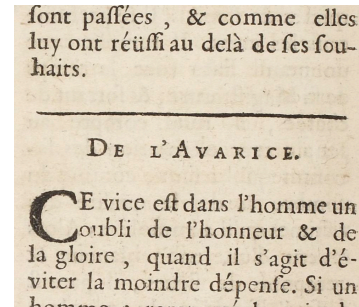 ſont paſſées , & comme elles
luy ont réüſſi au delà de ſes ſou-
haits.
DE L'AVARICE.
CE vice eſt dans l'homme un
oubli de l'honneur & de
la gloire , quand il s'agit d'é-
viter la moindre dépenſe. Si un
homme